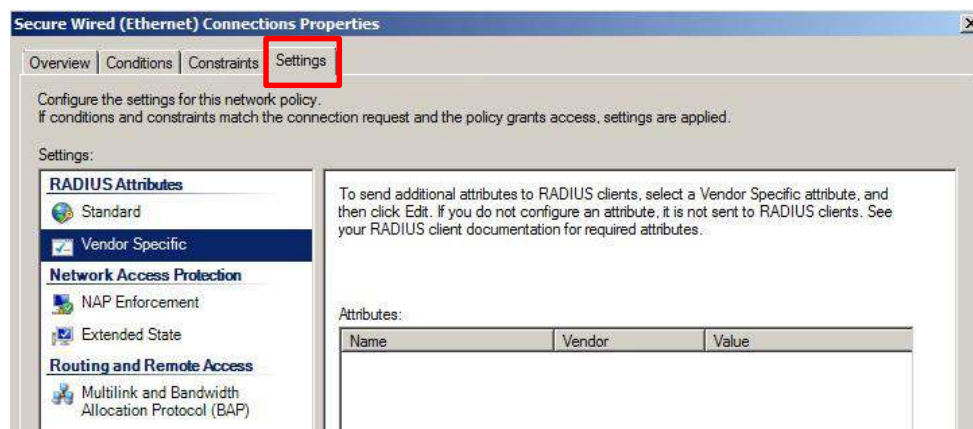 Secure Wired (Ethernet) Connections Properties
Overview Conditions Constraints Settings
Configure the settings for this network policy.
If conditions and constraints match the connection request and the policy grants access, settings are applied.
Settings:
RADIUS Attributes
Standard
Vendor Specific
Network Access Protection
NAP Enforcement
Extended State
Routing and Remote Access
Multilink and Bandwidth
Allocation Protocol (BAP)
To send additional attributes to RADIUS clients, select a Vendor Specific attribute, and
then click Edit. If you do not configure an attribute, it is not sent to RADIUS clients. See
your RADIUS client documentation for required attributes.
Attributes:
Name Vendor Value